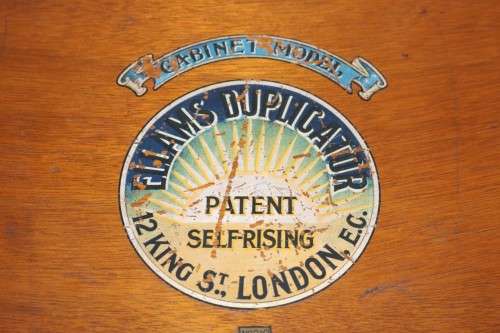 CABINET MODEL
ELLAMS DUPLICATOR
PATENT
SELF-RISING
12 KING ST. LONDON, E.C.